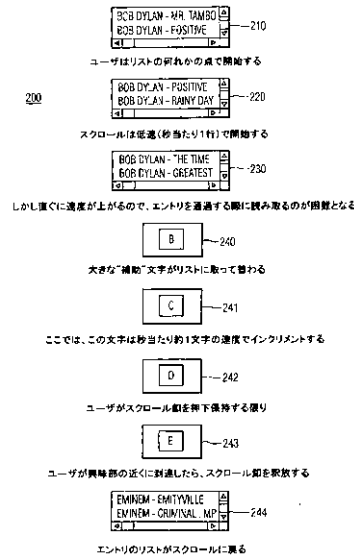 BOB DYLAN - MR. TAMBO
BOB DYLAN - POSITIVE
210
ユーザはリストの何れかの点で開始する
200
BOB DYLAN - POSITIVE
BOB DYLAN - RAINY DAY
220
スクロールは低速(秒当たり1行)で開始する
BOB DYLAN - THE TIME
BOB DYLAN - GREATEST
230
しかし直ぐに速度が上がるので、エントリを通過する際に読み取るのが困難となる
B
240
大きな“補助”文字がリストに取って替わる
C
241
ここでは、この文字は秒当たり約1文字の速度でインクリメントする
D
242
ユーザがスクロール釦を押下保持する限り
E
243
ユーザが興味部の近くに到達したら、スクロール釦を釈放する
EMINEM - EMITYVILLE
EMINEM - CRIMINAL . MP
244
エントリのリストがスクロールに戻る